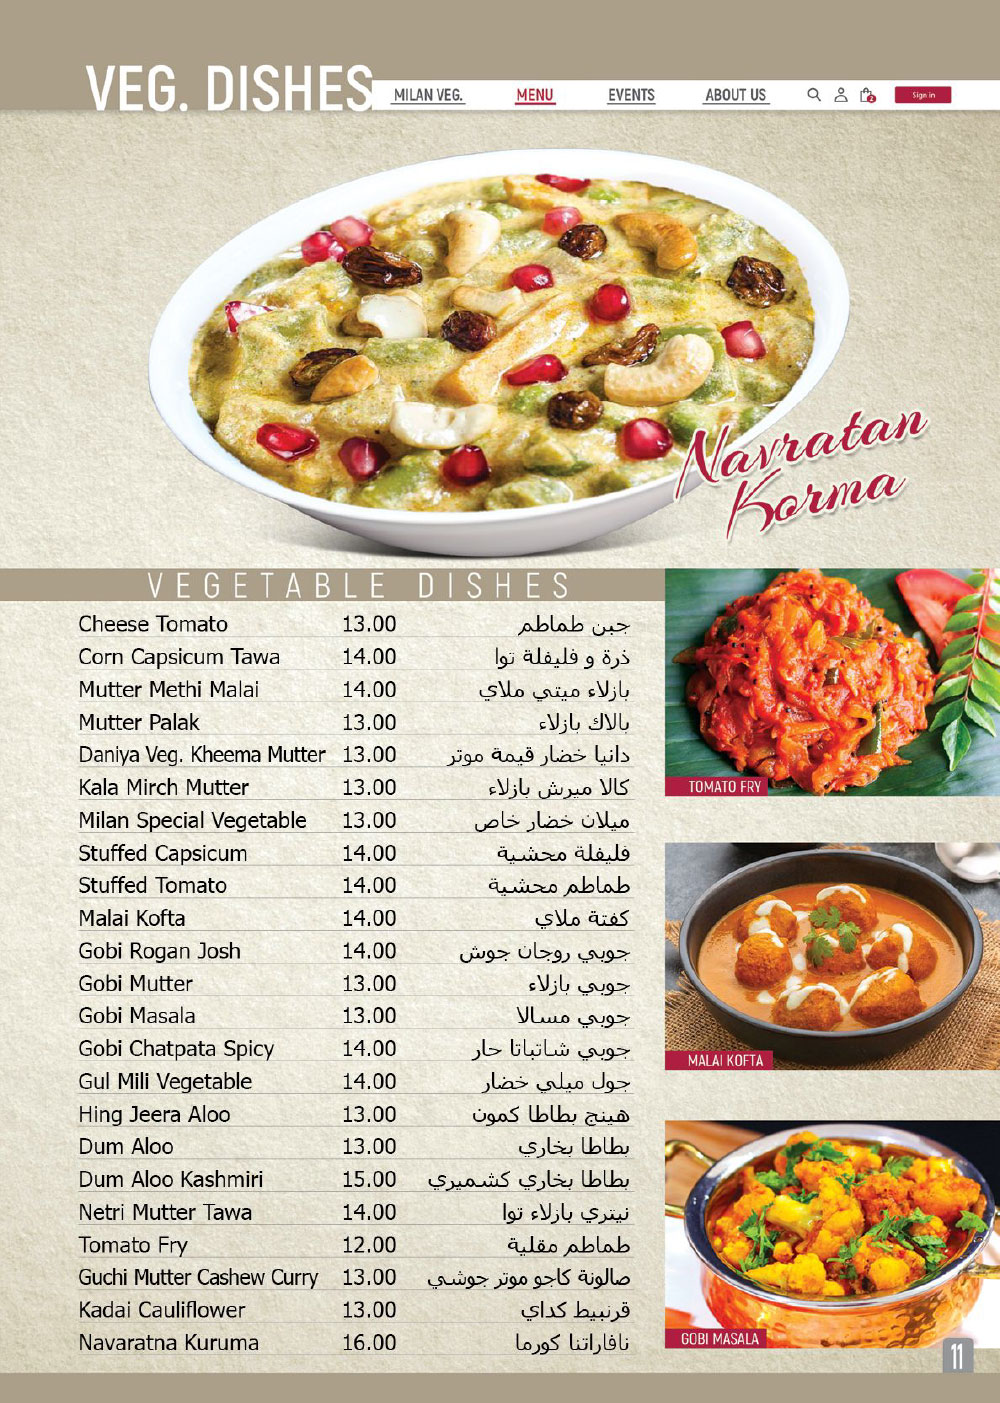 VEG. DISHES
MILAN VEG. MENU EVENTS ABOUT US 2 Sign in
Navratan
Korma
VEGETABLE DISHES
Cheese Tomato 13.00 جبن طماطم
Corn Capsicum Tawa 14.00 ذرة و فليفلة توا
Mutter Methi Malai 14.00 بازلاء ميتي ملاي
Mutter Palak 13.00 بالاك بازلاء
Daniya Veg. Kheema Mutter 13.00 دانيا خضار قيمة موتر
Kala Mirch Mutter 13.00 كالا ميرش بازلاء
Milan Special Vegetable 13.00 ميلان خضار خاص
Stuffed Capsicum 14.00 فليفلة محشية
Stuffed Tomato 14.00 طماطم محشية
Malai Kofta 14.00 كفتة ملاي
Gobi Rogan Josh 14.00 جوبي روجان جوش
Gobi Mutter 13.00 جوبي بازلاء
Gobi Masala 13.00 جوبي مسالا
Gobi Chatpata Spicy 14.00 جوبي شاتباتا حار
Gul Mili Vegetable 14.00 جول ميلي خضار
Hing Jeera Aloo 13.00 هينج بطاطا كمون
Dum Aloo 13.00 بطاطا بخاري
Dum Aloo Kashmiri 15.00 بطاطا بخاري كشميري
Netri Mutter Tawa 14.00 نيتري بازلاء توا
Tomato Fry 12.00 طماطم مقلية
Guchi Mutter Cashew Curry 13.00 صالونة كاجو موتر جوشي
Kadai Cauliflower 13.00 قرنبيط كداي
Navaratna Kuruma 16.00 نافاراتنا كورما
TOMATO FRY
MALAI KOFTA
GOBI MASALA
11